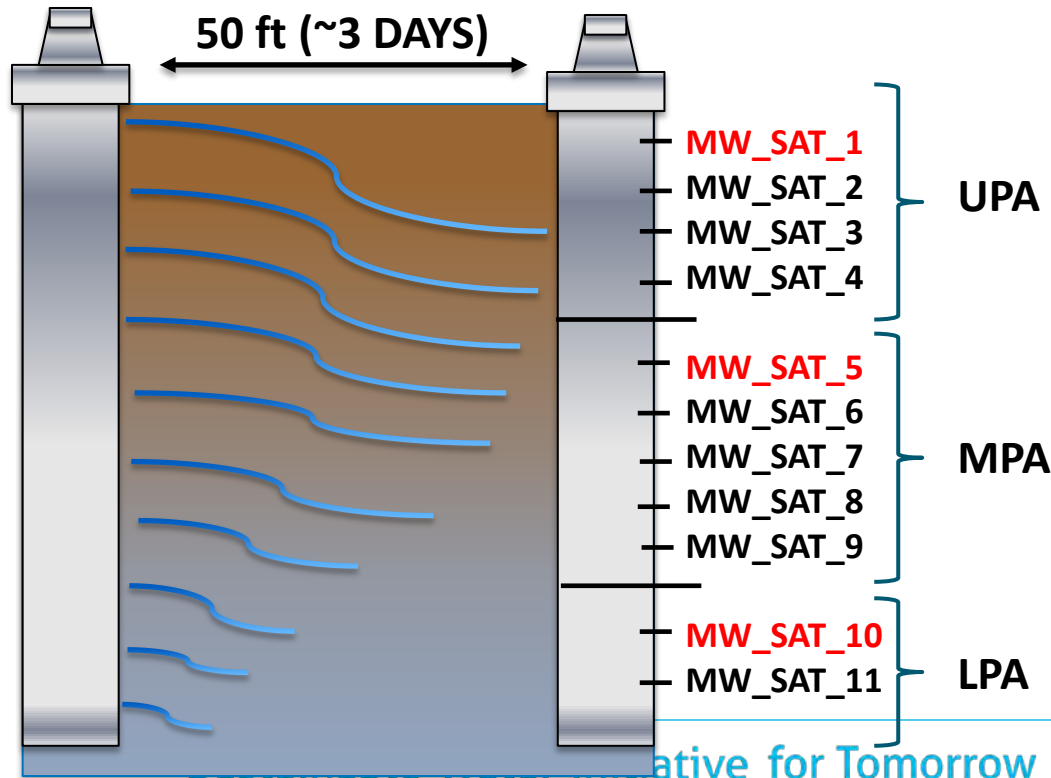 50 ft (~3 DAYS)
MW_SAT_1
MW_SAT_2
MW_SAT_3
MW_SAT_4
UPA
MW_SAT_5
MW_SAT_6
MW_SAT_7
MW_SAT_8
MW_SAT_9
MPA
MW_SAT_10
MW_SAT_11
LPA
for Tomorrow